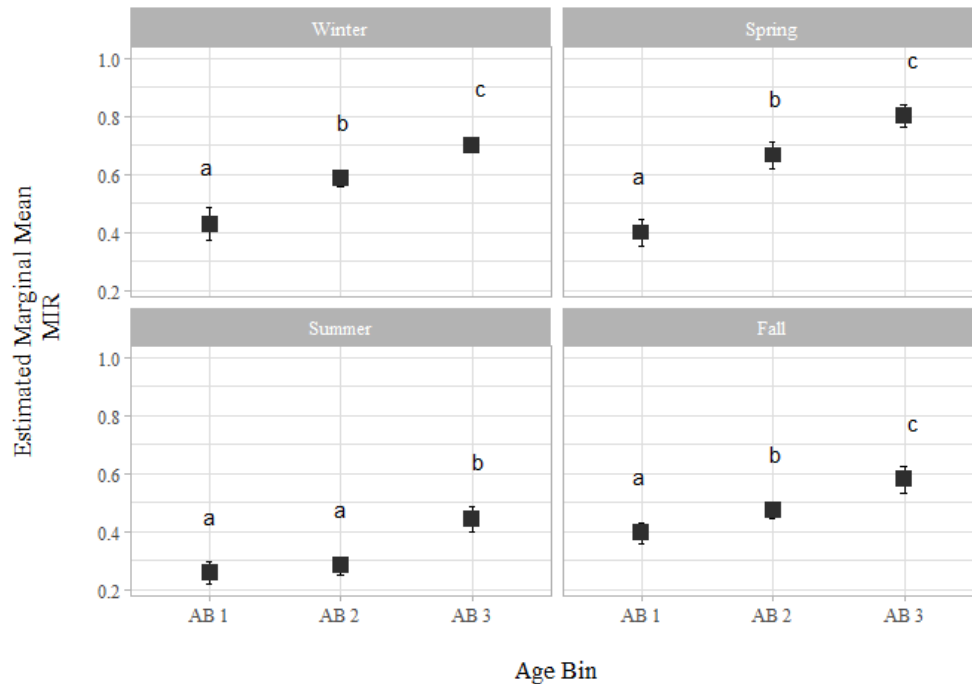 Winter
Spring
Estimated Marginal Mean
MIR
1.0
0.8
0.6
0.4
0.2
a
b
c
a
b
c
Summer
Fall
1.0
0.8
0.6
0.4
0.2
a
a
b
a
b
c
AB 1
AB 2
AB 3
AB 1
AB 2
AB 3
Age Bin